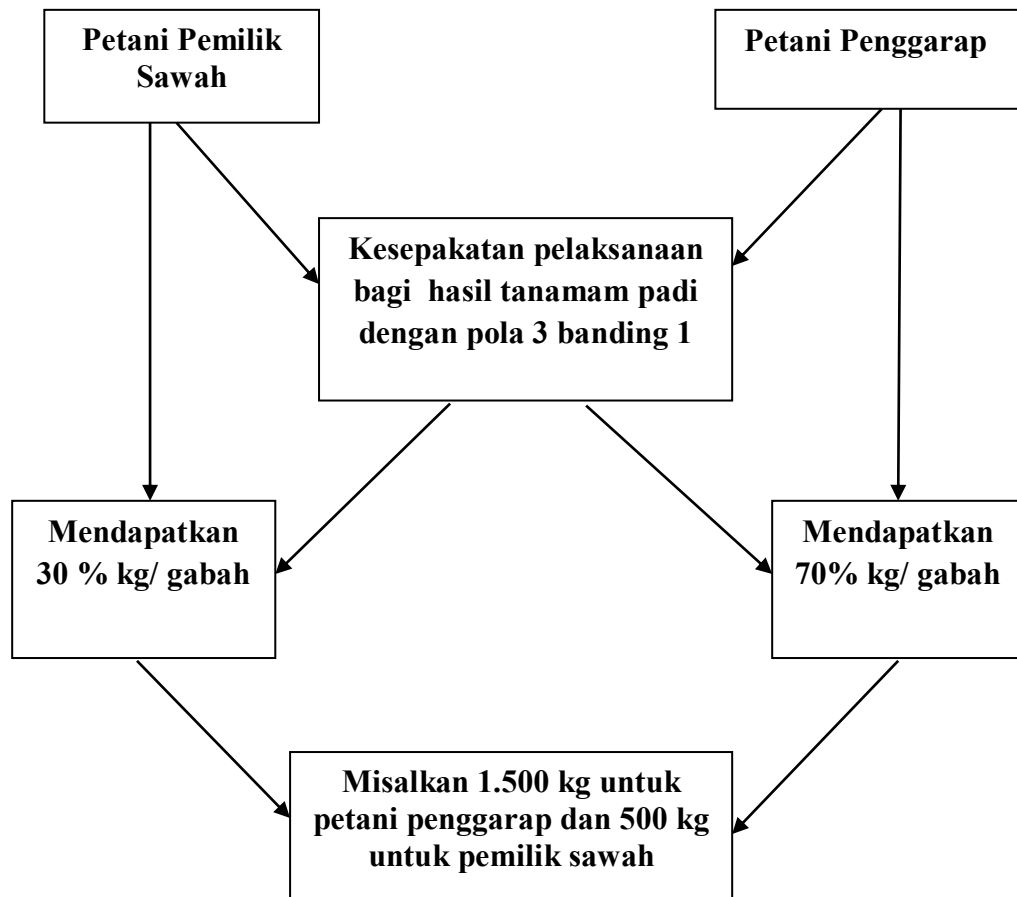 Petani Pemilik
Sawah
Petani Penggarap
Kesepakatan pelaksanaan
bagi hasil tanamam padi
dengan pola 3 banding 1
Mendapatkan
30 % kg/ gabah
Mendapatkan
70% kg/ gabah
Misalkan 1.500 kg untuk
petani penggarap dan 500 kg
untuk pemilik sawah